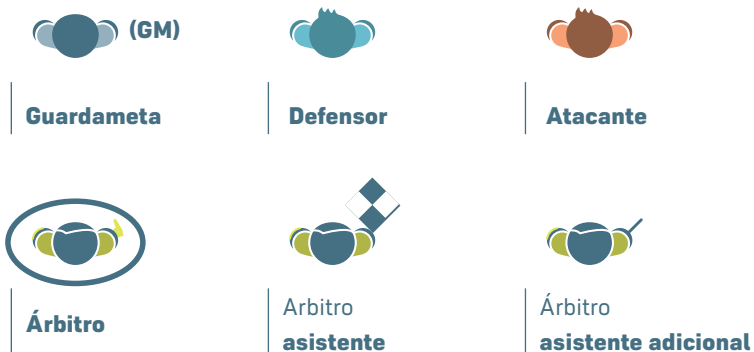 (GM)
Guardameta
Defensor
Atacante
Árbitro
Arbitro
asistente
Árbitro
asistente adicional